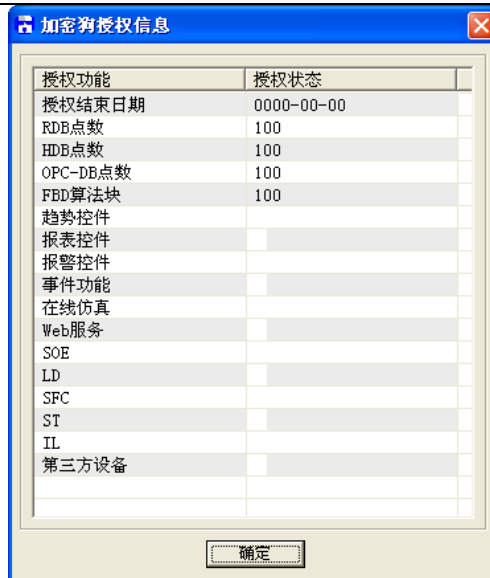 加密狗授权信息
授权功能 授权状态
授权结束日期 0000-00-00
RDB点数 100
HDB点数 100
OPC-DB点数 100
FBD算法块 100
趋势控件
报表控件
报警控件
事件功能
在线仿真
Web服务
SOE
LD
SFC
ST
IL
第三方设备
确定